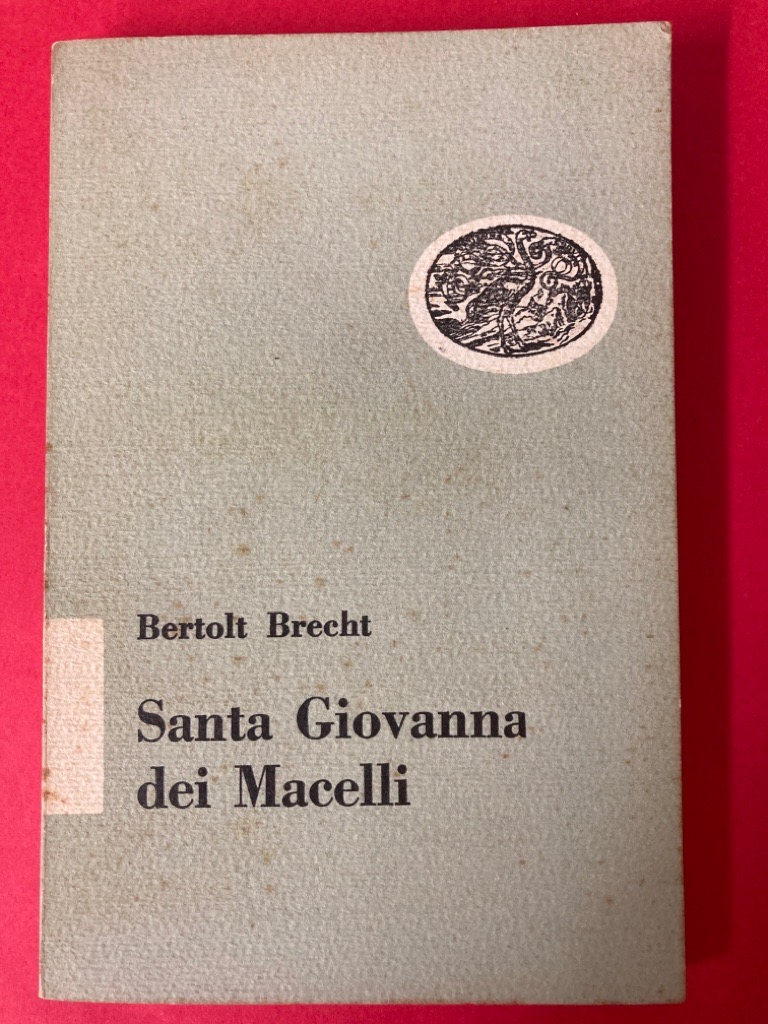 Bertolt Brecht
Santa Giovanna
dei Macelli